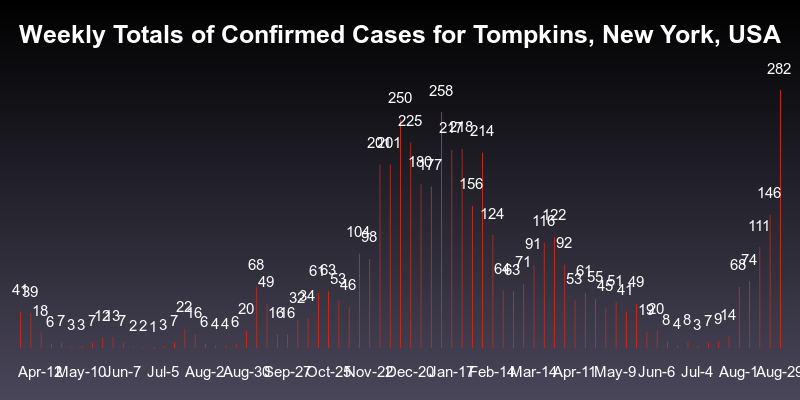 Weekly Totals of Confirmed Cases for Tompkins, New York, USA
41 39 18 6 7 3 3 7 12 13 7 2 2 1 3 7 22 16 6 4 4 6 20 68 49 16 16 32 34 61 63 53 46 104 98 201 201 250 225 180 177 258 217 218 156 214 124 64 63 71 91 116 122 92 53 61 55 45 51 41 49 19 20 8 4 8 3 7 9 14 68 74 111 146 282
Apr-12 May-10 Jun-7 Jul-5 Aug-2 Aug-30 Sep-27 Oct-25 Nov-22 Dec-20 Jan-17 Feb-14 Mar-14 Apr-11 May-9 Jun-6 Jul-4 Aug-1 Aug-29